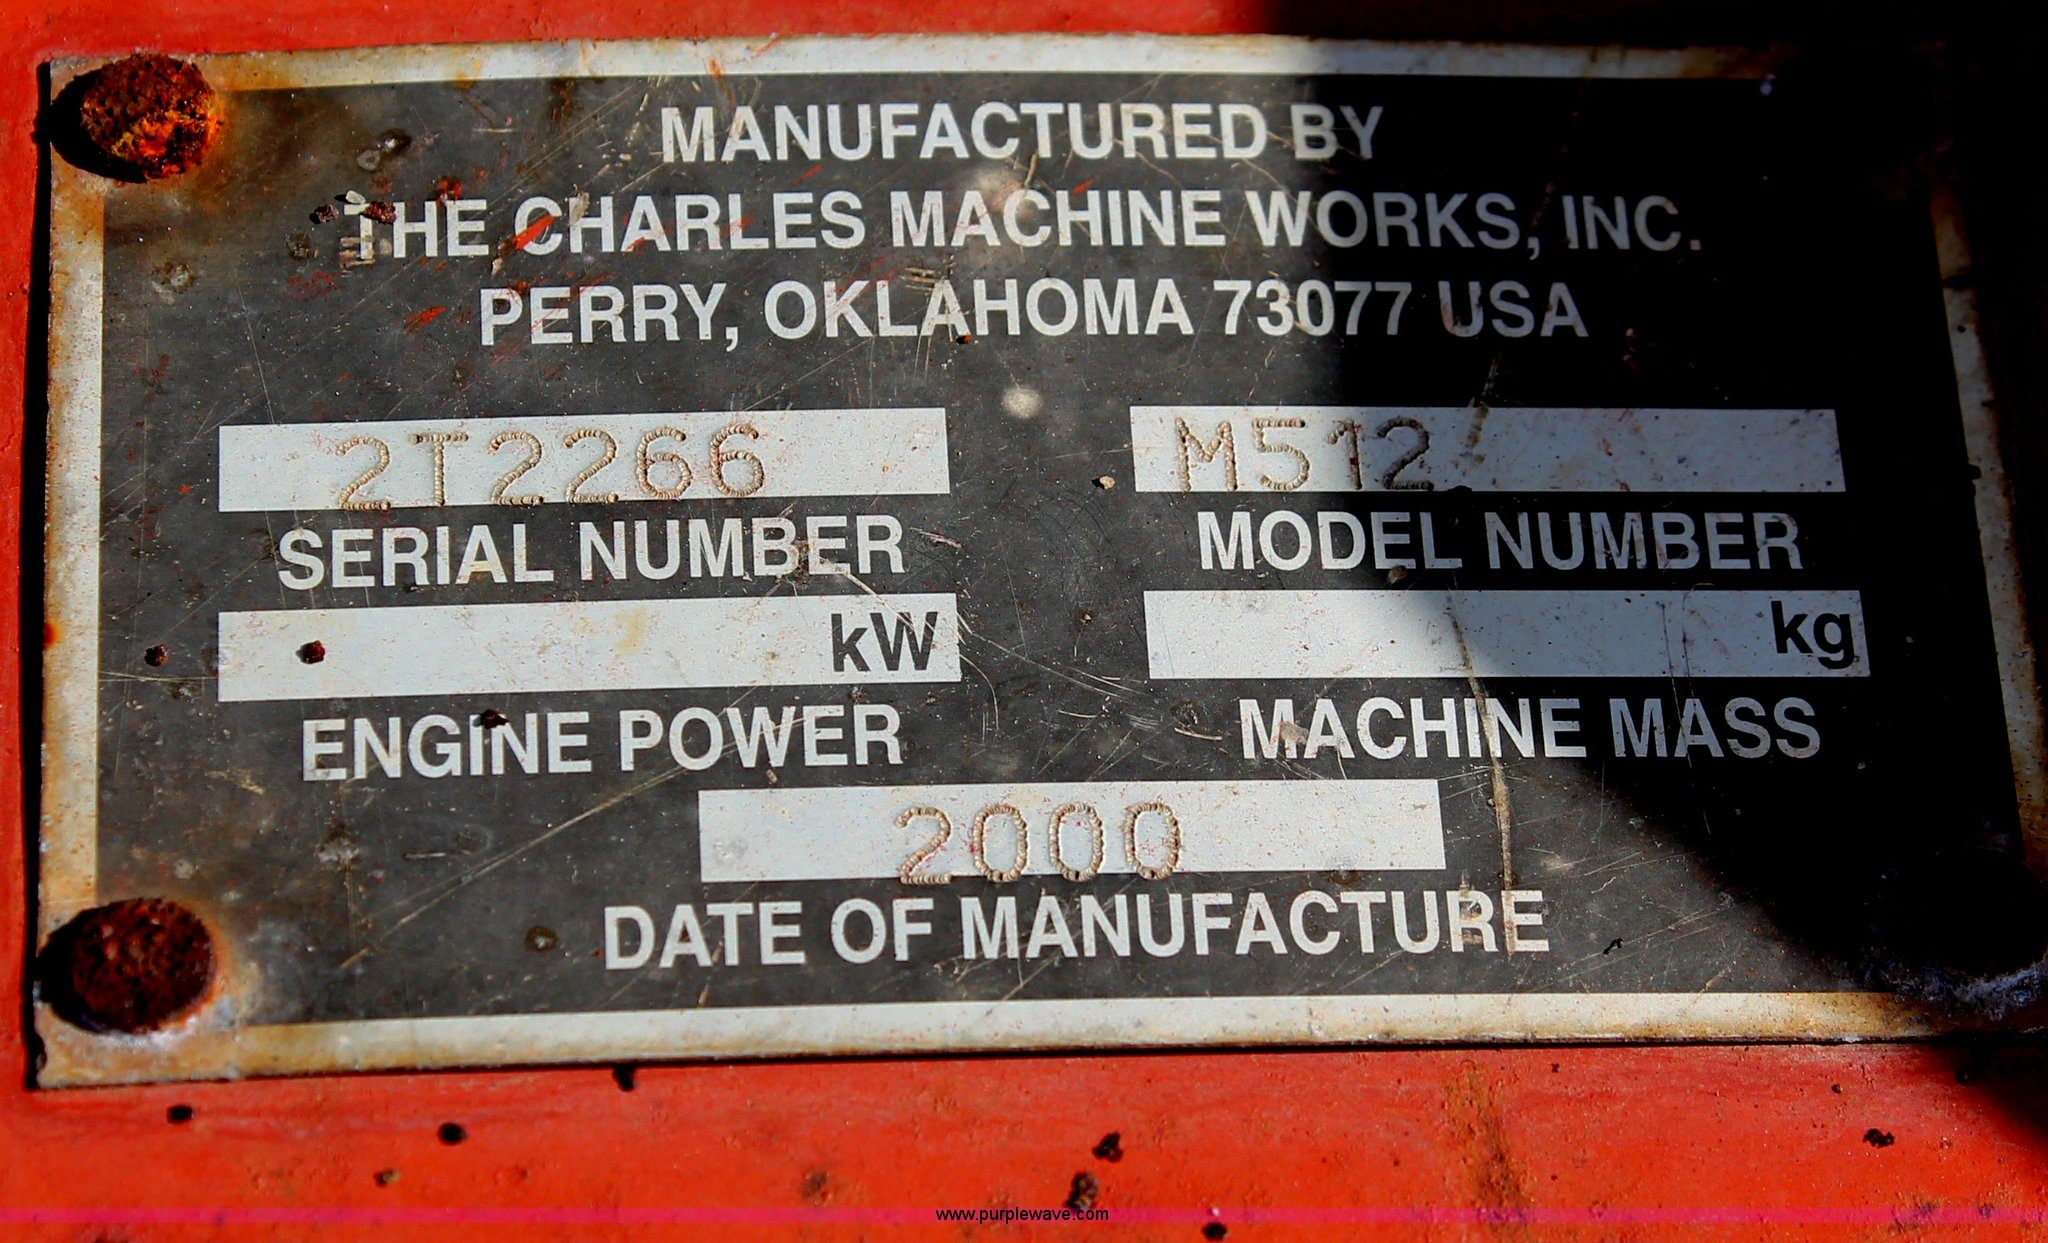 MANUFACTURED BY
THE CHARLES MACHINE WORKS, INC.
PERRY, OKLAHOMA 73077 USA
2T2266 M512
SERIAL NUMBER MODEL NUMBER
kW kg
ENGINE POWER MACHINE MASS
2000
DATE OF MANUFACTURE
www.purplewave.com